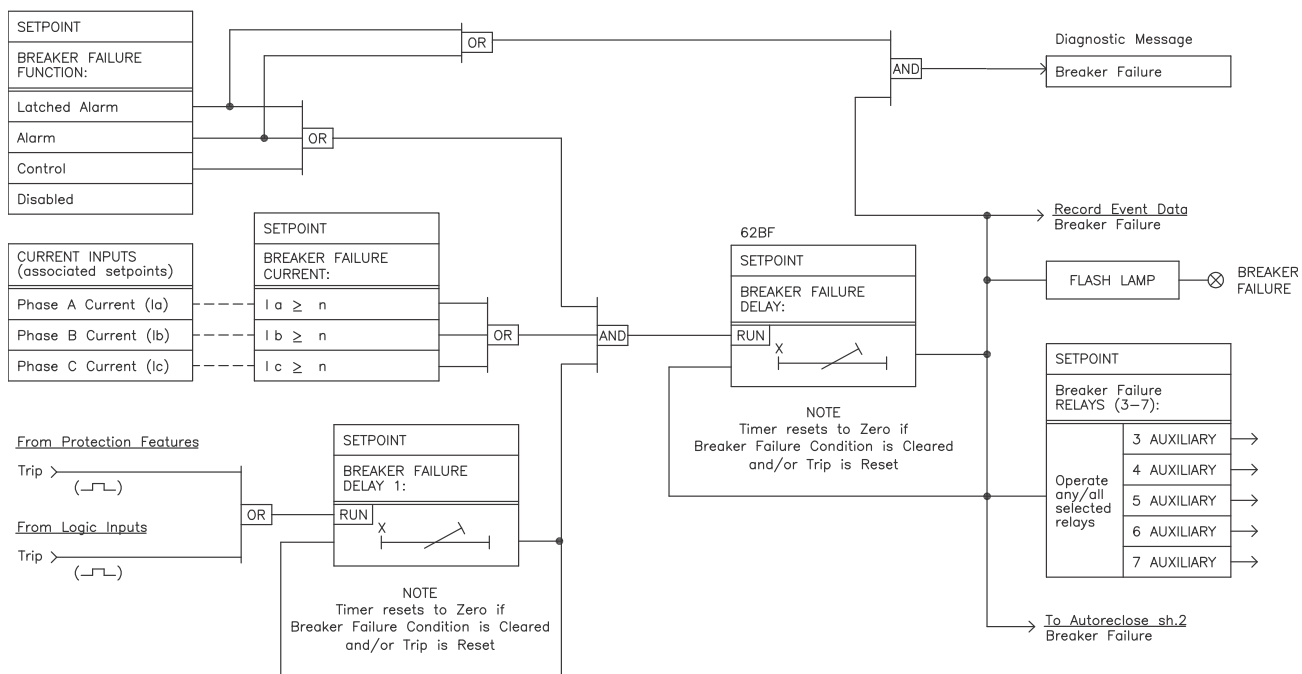 SETPOINT
BREAKER FAILURE
FUNCTION:
Latched Alarm
Alarm
Control
Disabled
OR
OR
AND
Diagnostic Message
Breaker Failure
CURRENT INPUTS
(associated setpoints)
Phase A Current (Ia)
Phase B Current (Ib)
Phase C Current (Ic)
SETPOINT
BREAKER FAILURE
CURRENT:
I a ≥ n
I b ≥ n
I c ≥ n
OR
AND
62BF
SETPOINT
BREAKER FAILURE
DELAY:
RUN
X
NOTE
Timer resets to Zero if
Breaker Failure Condition is Cleared
and/or Trip is Reset
Record Event Data
Breaker Failure
FLASH LAMP
BREAKER
FAILURE
SETPOINT
Breaker Failure
RELAYS (3-7):
Operate
any/all
selected
relays
3 AUXILIARY
4 AUXILIARY
5 AUXILIARY
6 AUXILIARY
7 AUXILIARY
To Autoreclose sh.2
Breaker Failure
From Protection Features
Trip
From Logic Inputs
Trip
OR
SETPOINT
BREAKER FAILURE
DELAY 1:
RUN
X
NOTE
Timer resets to Zero if
Breaker Failure Condition is Cleared
and/or Trip is Reset